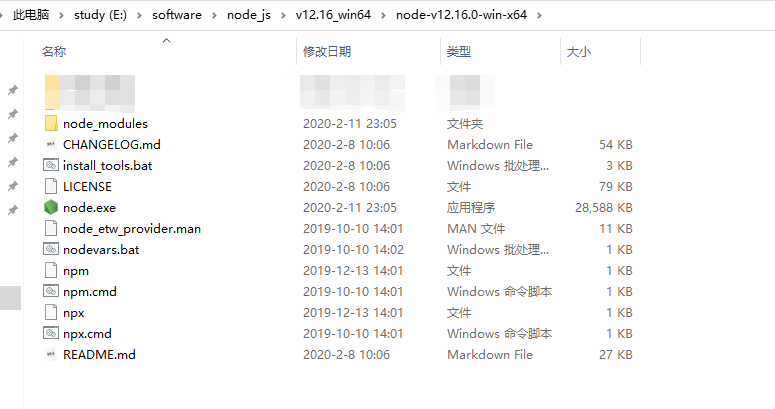 此电脑 › study (E:) › software › node_js › v12.16_win64 › node-v12.16.0-win-x64 ›
名称 修改日期 类型 大小
node_modules 2020-2-11 23:05 文件夹
CHANGELOG.md 2020-2-8 10:06 Markdown File 54 KB
install_tools.bat 2020-2-8 10:06 Windows 批处理... 3 KB
LICENSE 2020-2-8 10:06 文件 79 KB
node.exe 2020-2-11 23:05 应用程序 28,588 KB
node_etw_provider.man 2019-10-10 14:01 MAN 文件 11 KB
nodevars.bat 2019-10-10 14:02 Windows 批处理... 1 KB
npm 2019-12-13 14:01 文件 1 KB
npm.cmd 2019-10-10 14:01 Windows 命令脚本 1 KB
npx 2019-12-13 14:01 文件 1 KB
npx.cmd 2019-10-10 14:01 Windows 命令脚本 1 KB
README.md 2020-2-8 10:06 Markdown File 27 KB